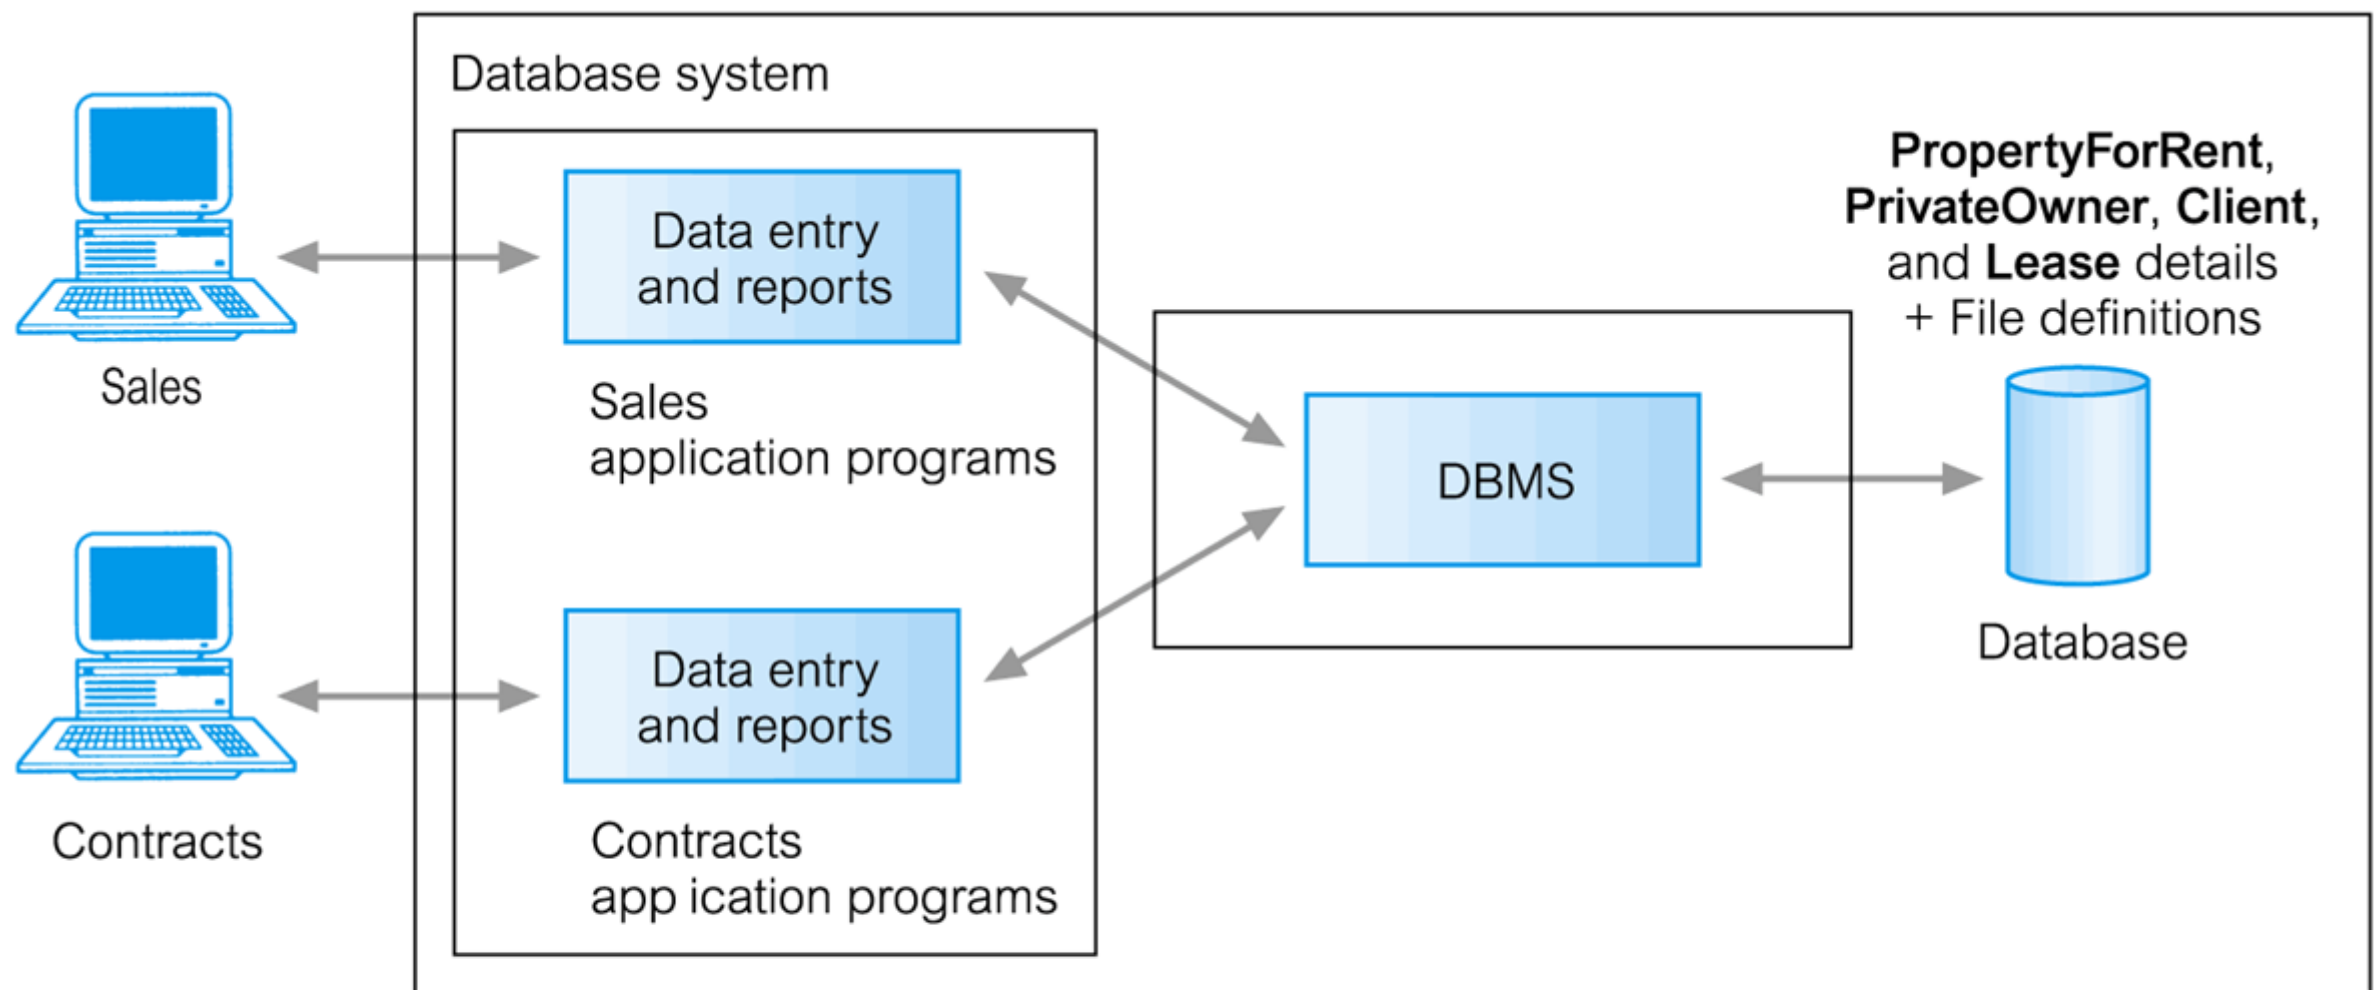 Database system
Sales
Data entry
and reports
Sales
application programs
Contracts
Data entry
and reports
Contracts
app ication programs
DBMS
PropertyForRent,
PrivateOwner, Client,
and Lease details
+ File definitions
Database